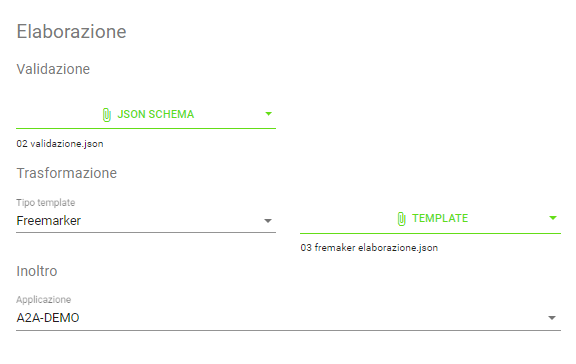 Elaborazione
Validazione
JSON SCHEMA
02 validazione.json
Trasformazione
Tipo template
Freemarker
TEMPLATE
03 fremaker elaborazione.json
Inoltro
Applicazione
A2A-DEMO